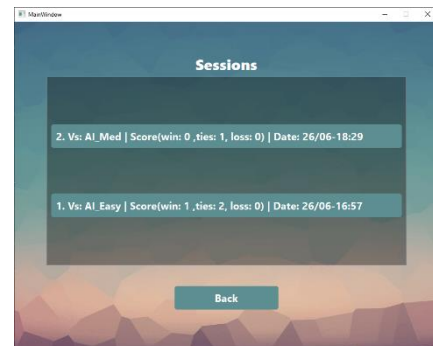 MainWindow
Sessions
2. Vs: AI_Med | Score(win: 0 ,ties: 1, loss: 0) | Date: 26/06-18:29
1. Vs: AI_Easy | Score(win: 1 ,ties: 2, loss: 0) | Date: 26/06-16:57
Back